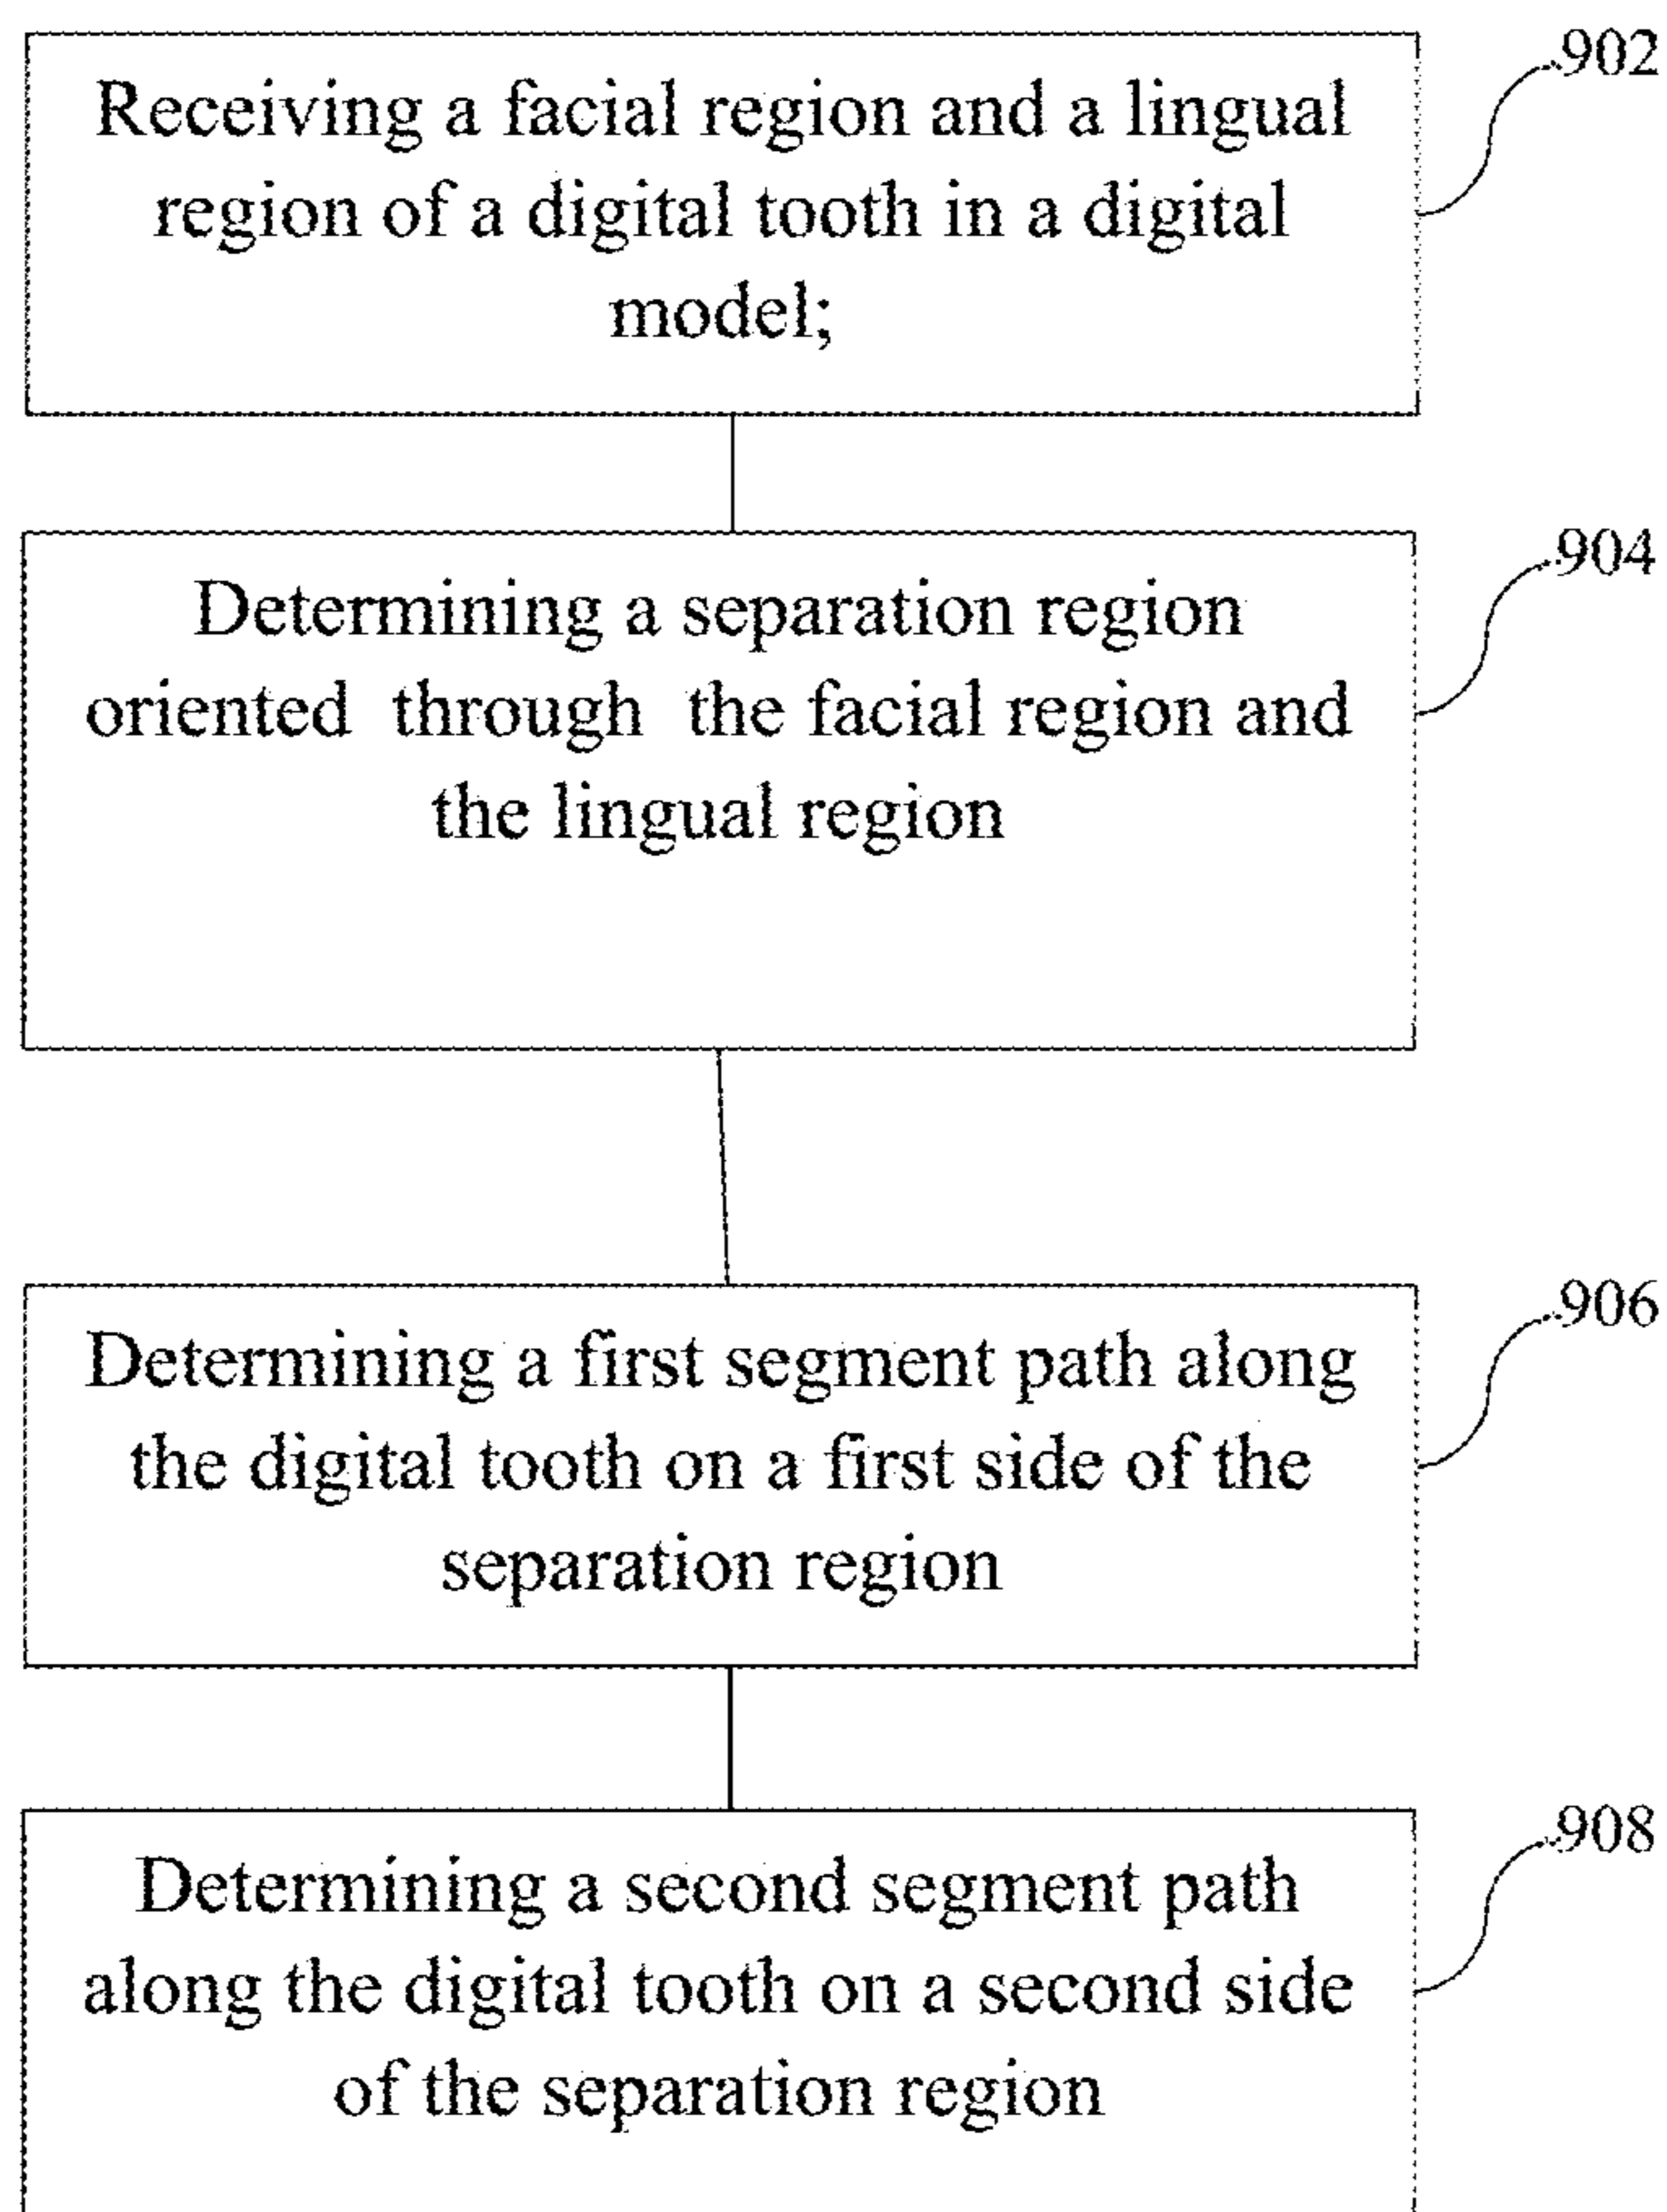 902
Receiving a facial region and a lingual
region of a digital tooth in a digital
model;
904
Determining a separation region
oriented through the facial region and
the lingual region
906
Determining a first segment path along
the digital tooth on a first side of the
separation region
908
Determining a second segment path
along the digital tooth on a second side
of the separation region